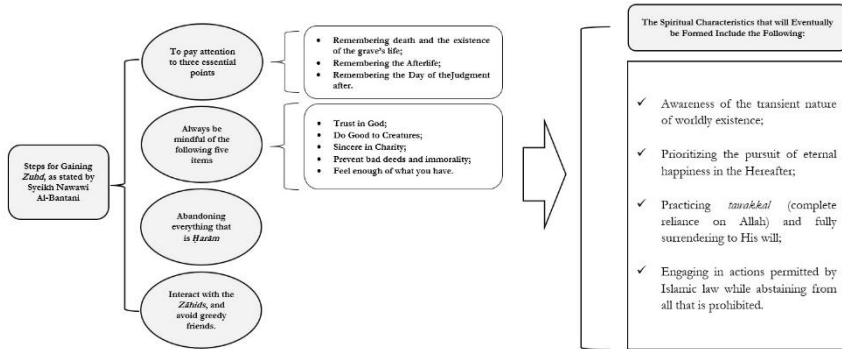 Steps for Gaining
Zuhd, as stated by
Syeikh Nawawi
Al-Bantani
To pay attention
to three essential
points
• Remembering death and the existence
of the grave's life;
• Remembering the Afterlife;
• Remembering the Day of theJudgment
after.
Always be
mindful of the
following five
items
• Trust in God;
• Do Good to Creatures;
• Sincere in Charity;
• Prevent bad deeds and immorality;
• Feel enough of what you have.
Abandoning
everything that
is Ḥarām
Interact with the
Zāhids, and
avoid greedy
friends.
The Spiritual Characteristics that will Eventually
be Formed Include the Following:
✓ Awareness of the transient nature
of worldly existence;
✓ Prioritizing the pursuit of eternal
happiness in the Hereafter;
✓ Practicing tawakkal (complete
reliance on Allah) and fully
surrendering to His will;
✓ Engaging in actions permitted by
Islamic law while abstaining from
all that is prohibited.